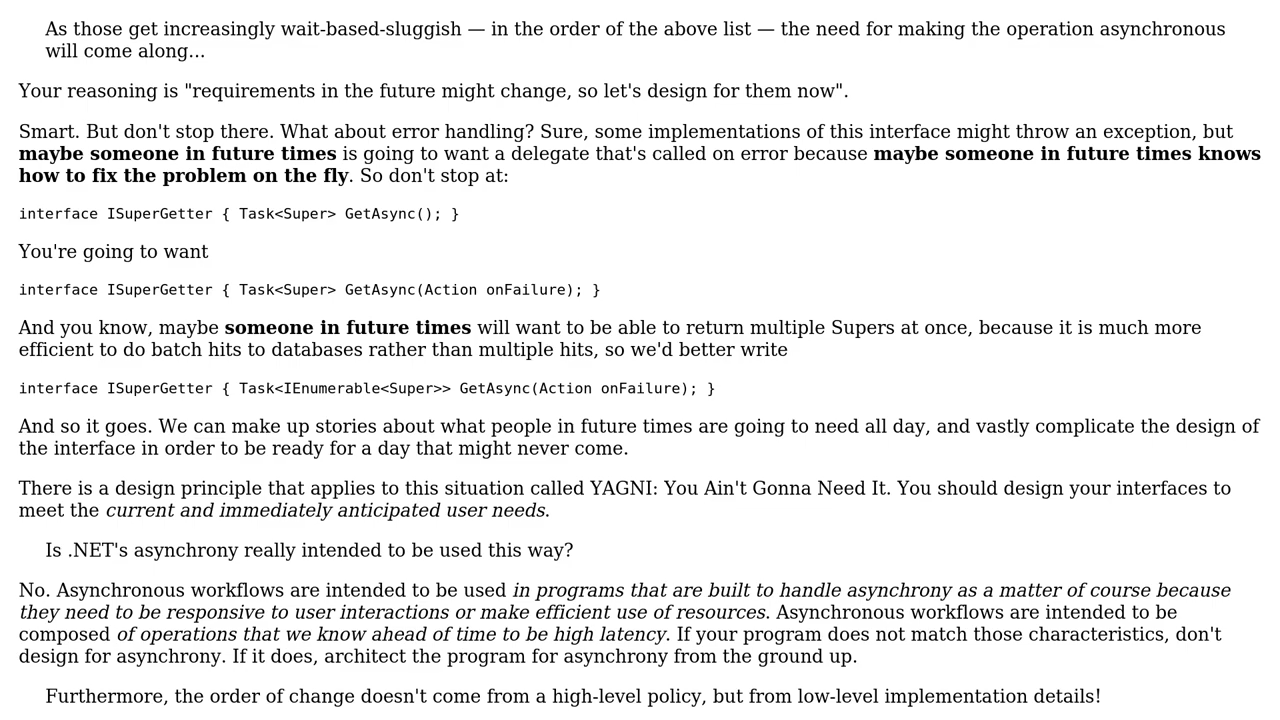 As those get increasingly wait-based-sluggish — in the order of the above list — the need for making the operation asynchronous
will come along...
Your reasoning is "requirements in the future might change, so let's design for them now".
Smart. But don't stop there. What about error handling? Sure, some implementations of this interface might throw an exception, but
maybe someone in future times is going to want a delegate that's called on error because maybe someone in future times knows
how to fix the problem on the fly. So don't stop at:
interface ISuperGetter { Task<Super> GetAsync(); }
You're going to want
interface ISuperGetter { Task<Super> GetAsync(Action onFailure); }
And you know, maybe someone in future times will want to be able to return multiple Supers at once, because it is much more
efficient to do batch hits to databases rather than multiple hits, so we'd better write
interface ISuperGetter { Task<IEnumerable<Super>> GetAsync(Action onFailure); }
And so it goes. We can make up stories about what people in future times are going to need all day, and vastly complicate the design of
the interface in order to be ready for a day that might never come.
There is a design principle that applies to this situation called YAGNI: You Ain't Gonna Need It. You should design your interfaces to
meet the current and immediately anticipated user needs.
Is .NET's asynchrony really intended to be used this way?
No. Asynchronous workflows are intended to be used in programs that are built to handle asynchrony as a matter of course because
they need to be responsive to user interactions or make efficient use of resources. Asynchronous workflows are intended to be
composed of operations that we know ahead of time to be high latency. If your program does not match those characteristics, don't
design for asynchrony. If it does, architect the program for asynchrony from the ground up.
Furthermore, the order of change doesn't come from a high-level policy, but from low-level implementation details!